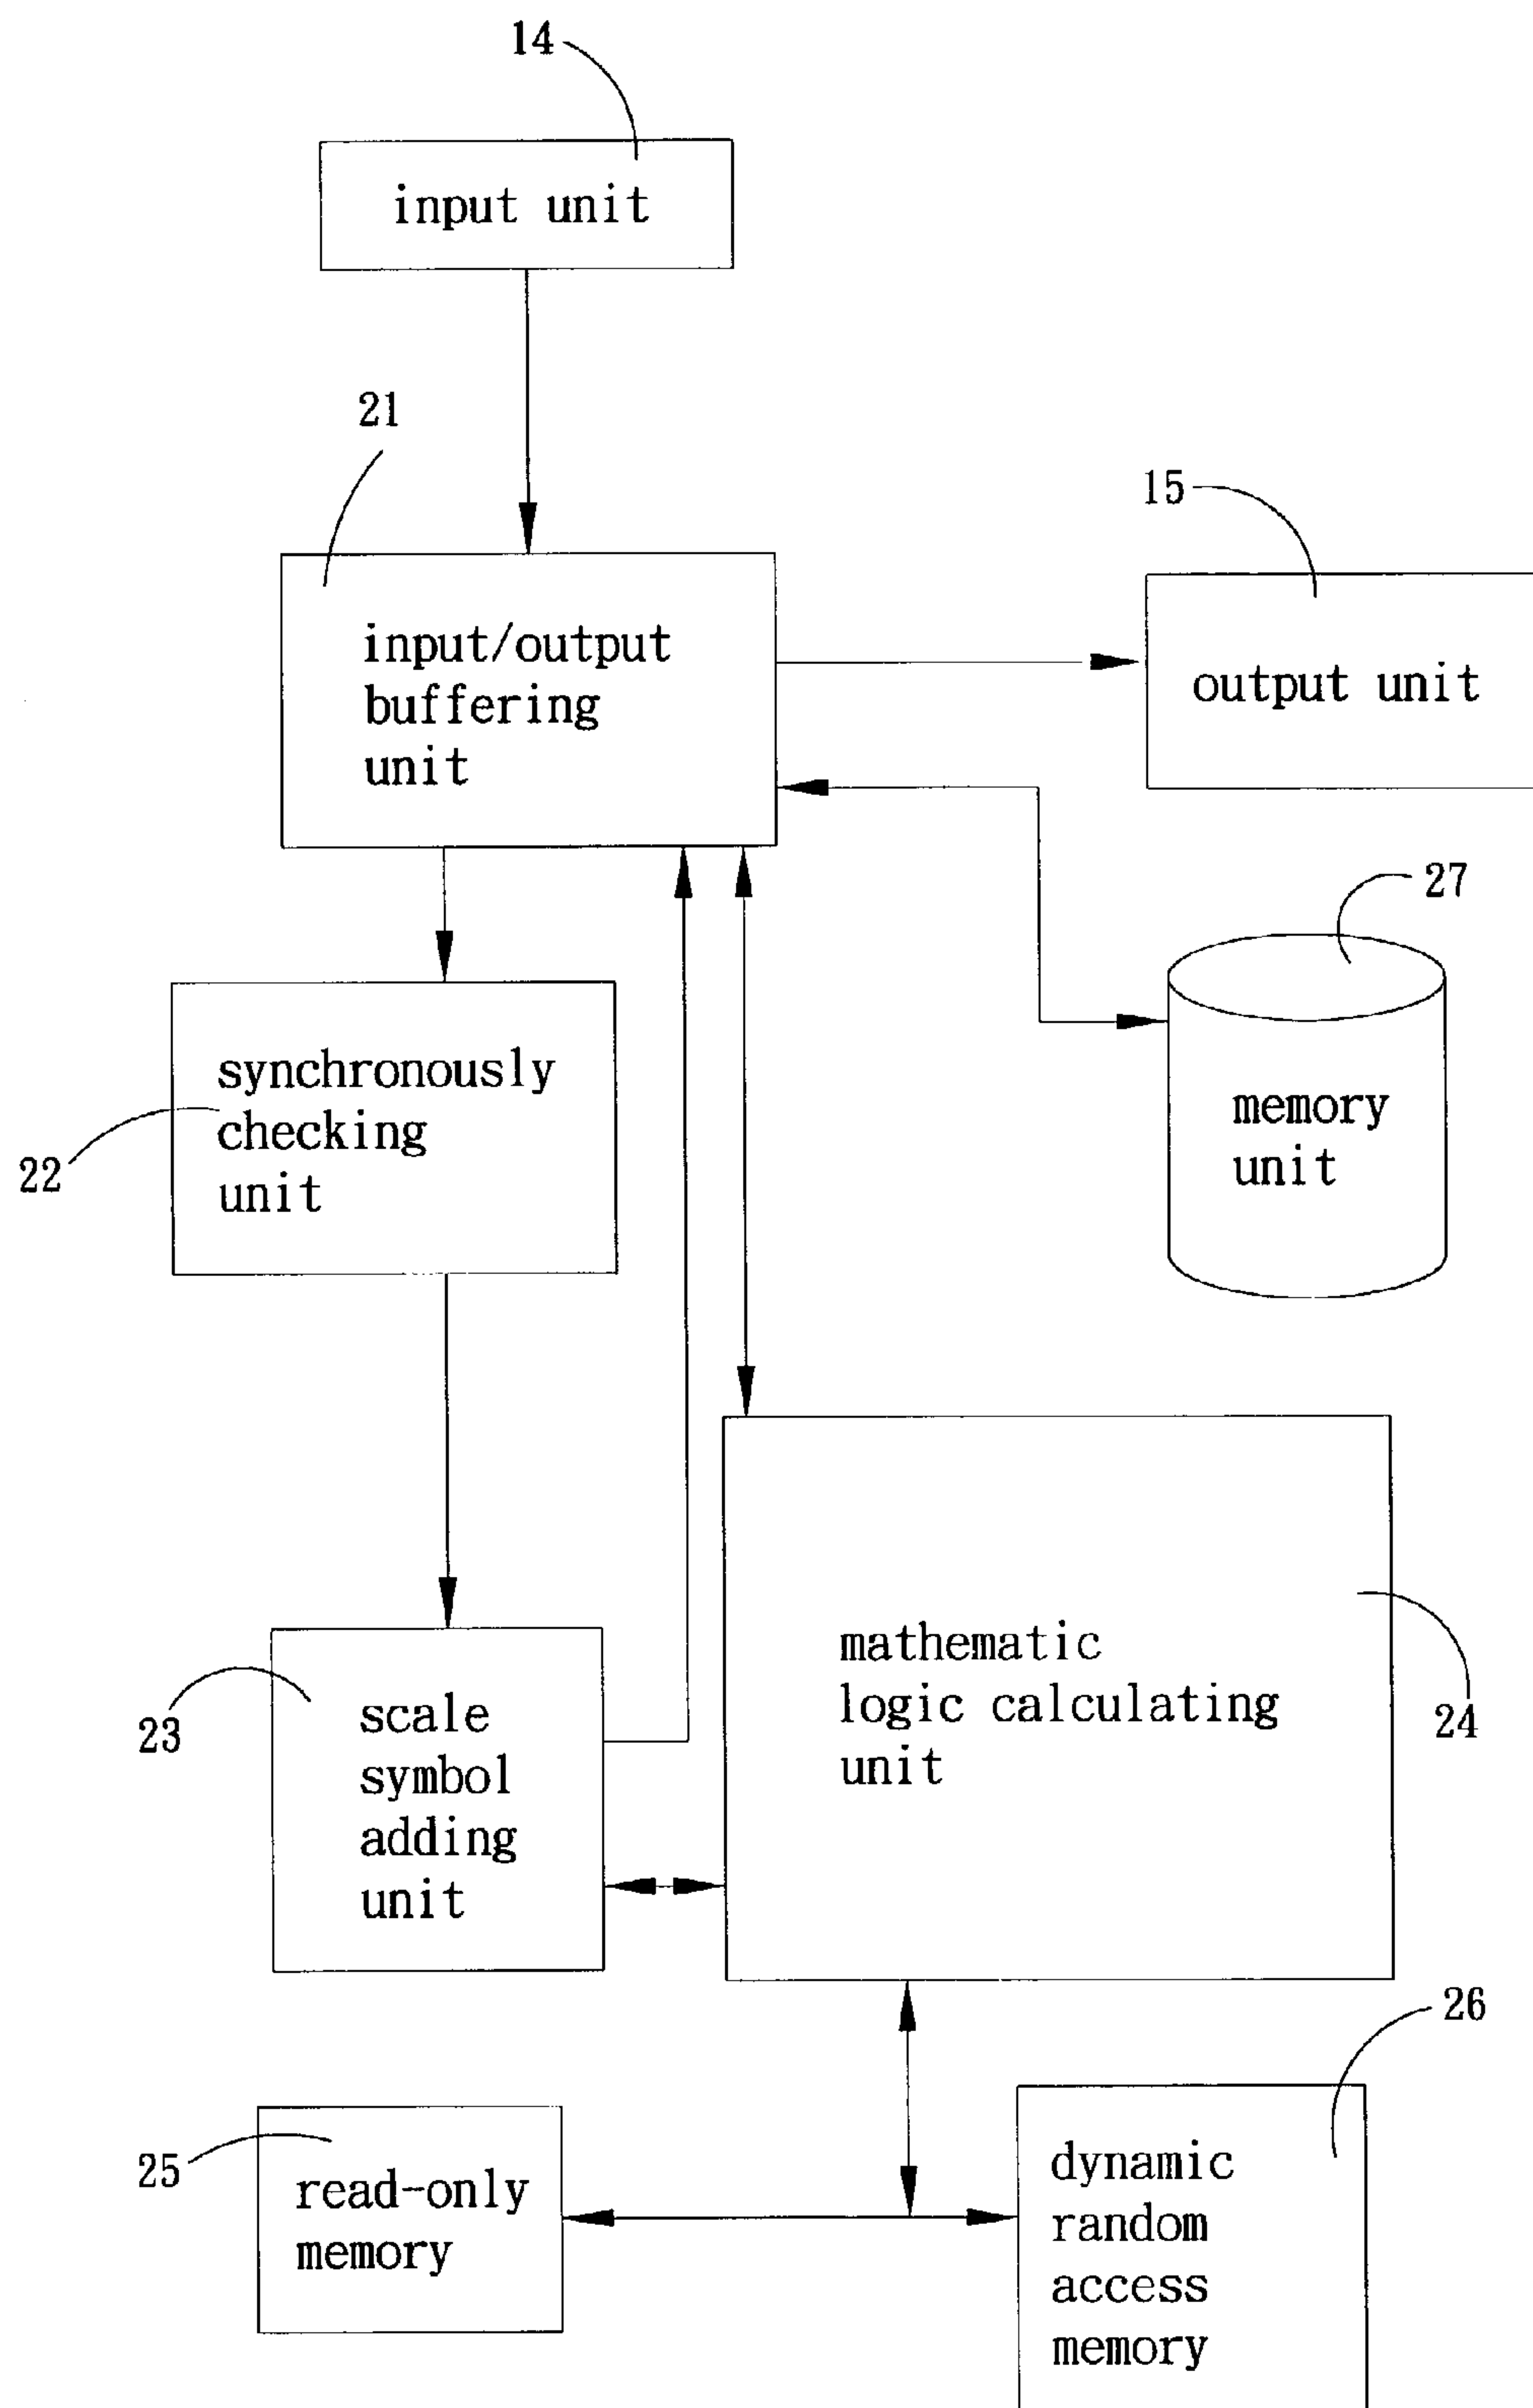 14
input unit
21
15
input/output
buffering
unit
output unit
27
synchronously
checking
unit
22
memory
unit
23
scale
symbol
adding
unit
mathematic
logic calculating
unit
24
26
25
read-only
memory
dynamic
random
access
memory